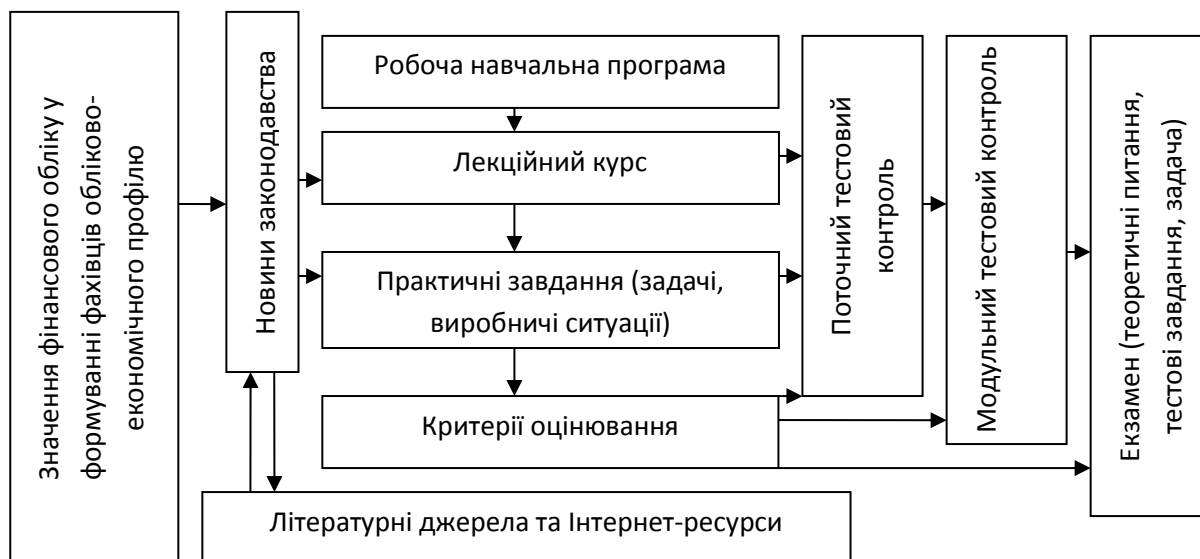 Значення фінансового обліку у
формуванні фахівців обліково-
економічного профілю
Новини законодавства
Робоча навчальна програма
Лекційний курс
Практичні завдання (задачі,
виробничі ситуації)
Критерії оцінювання
Літературні джерела та Інтернет-ресурси
Поточний тестовий
контроль
Модульний тестовий контроль
Екзамен (теоретичні питання,
тестові завдання, задача)